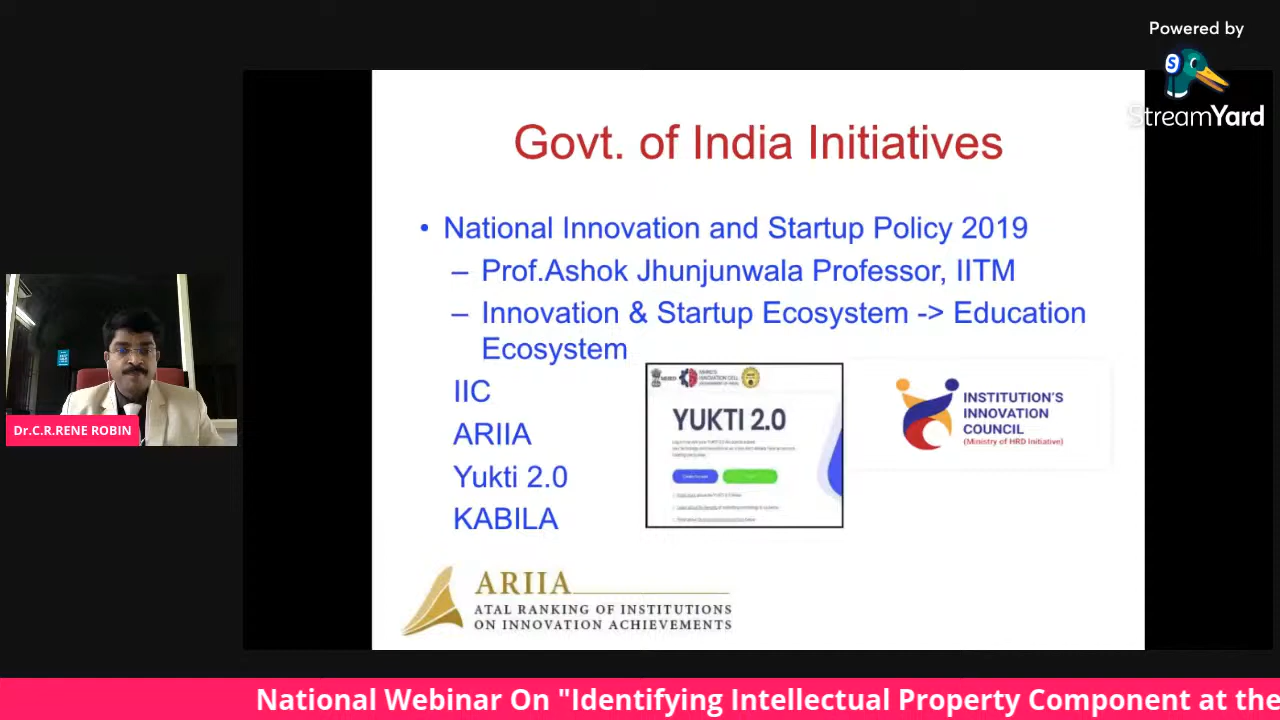 Powered by
StreamYard
Govt. of India Initiatives
• National Innovation and Startup Policy 2019
– Prof.Ashok Jhunjunwala Professor, IITM
– Innovation & Startup Ecosystem -> Education
Ecosystem
IIC
ARIIA
Yukti 2.0
KABILA
YUKTI 2.0
INSTITUTION'S
INNOVATION
COUNCIL
(Ministry of HRD Initiative)
ARIIA
ATAL RANKING OF INSTITUTIONS
ON INNOVATION ACHIEVEMENTS
Dr.C.R.RENE ROBIN
National Webinar On "Identifying Intellectual Property Component at the